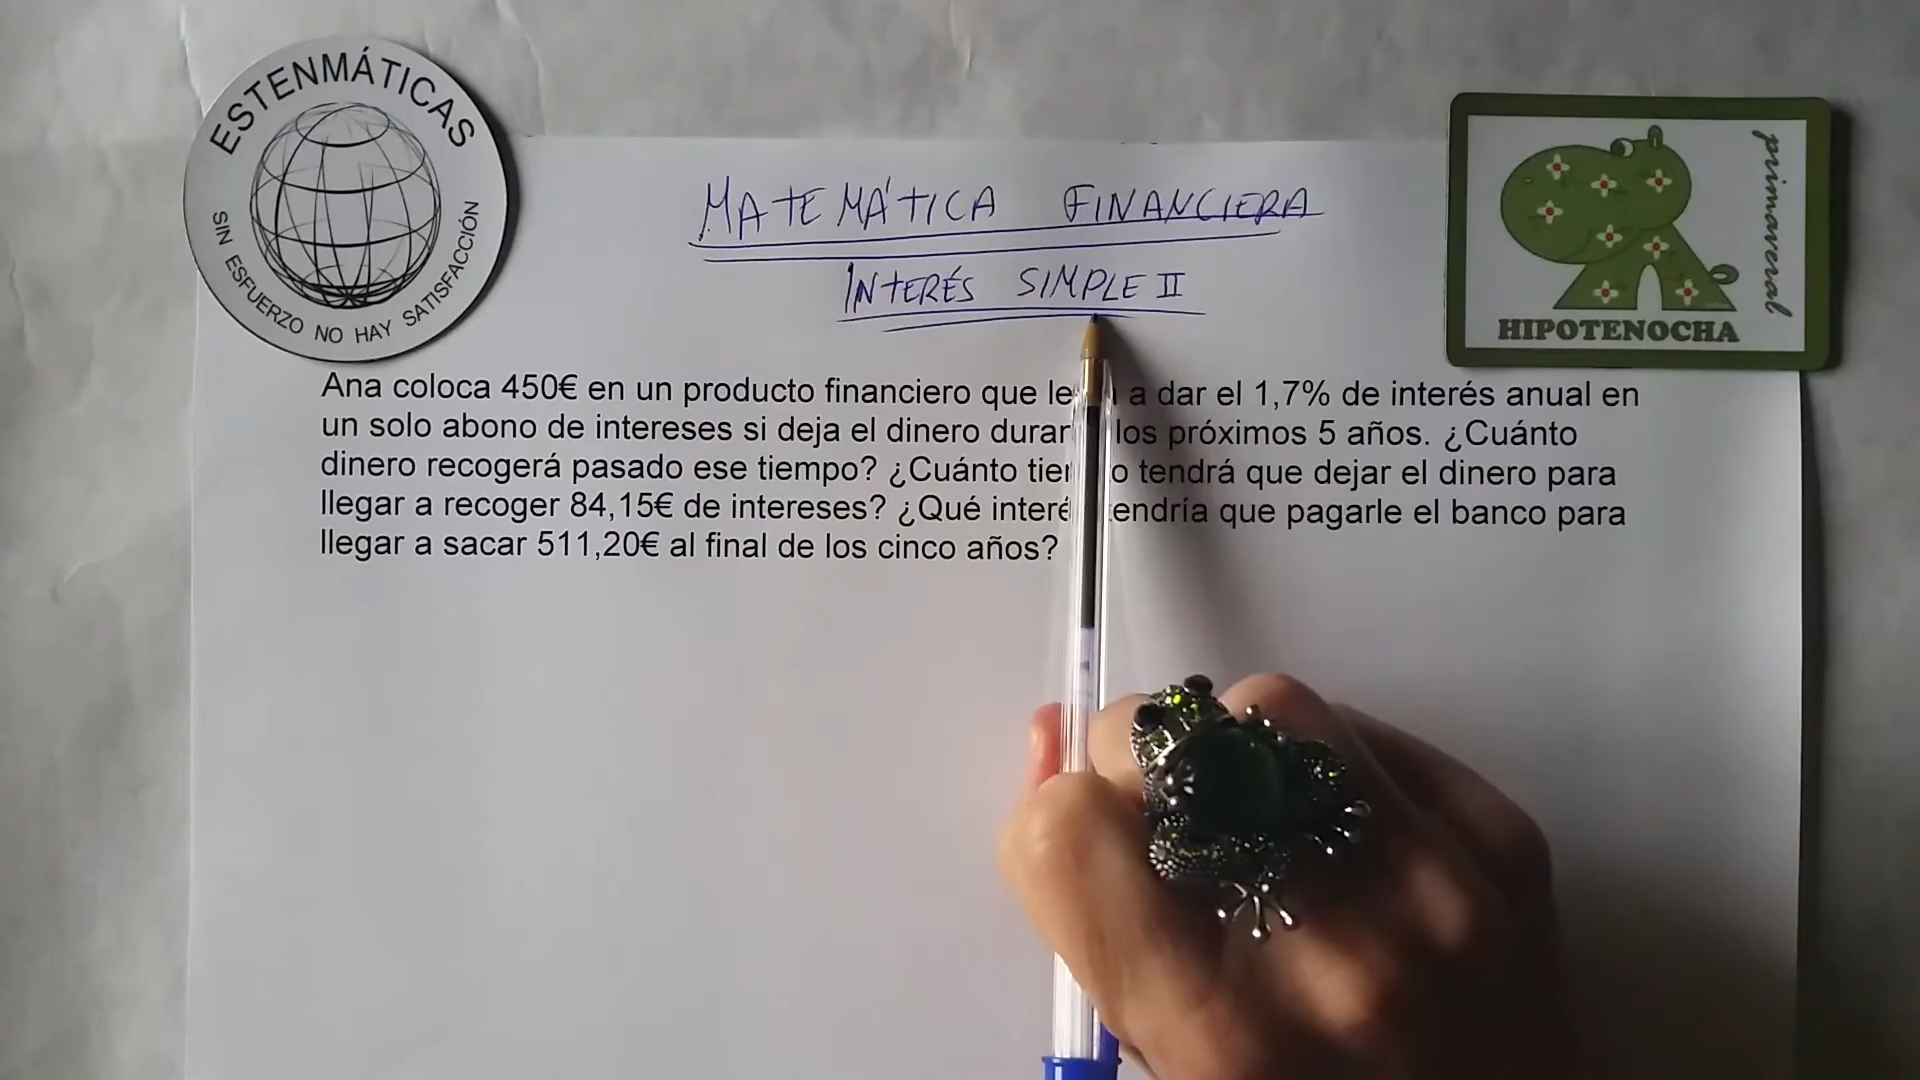 ESTENMÁTICAS
SIN ESFUERZO NO HAY SATISFACCIÓN
MATEMÁTICA FINANCIERA
INTERÉS SIMPLE II
primaveral
HIPOTENOCHA
Ana coloca 450€ en un producto financiero que le a dar el 1,7% de interés anual en
un solo abono de intereses si deja el dinero los próximos 5 años. ¿Cuánto
dinero recogerá pasado ese tiempo? ¿Cuánto tendrá que dejar el dinero para
llegar a recoger 84,15€ de intereses? ¿Qué tendría que pagarle el banco para
llegar a sacar 511,20€ al final de los cinco años?